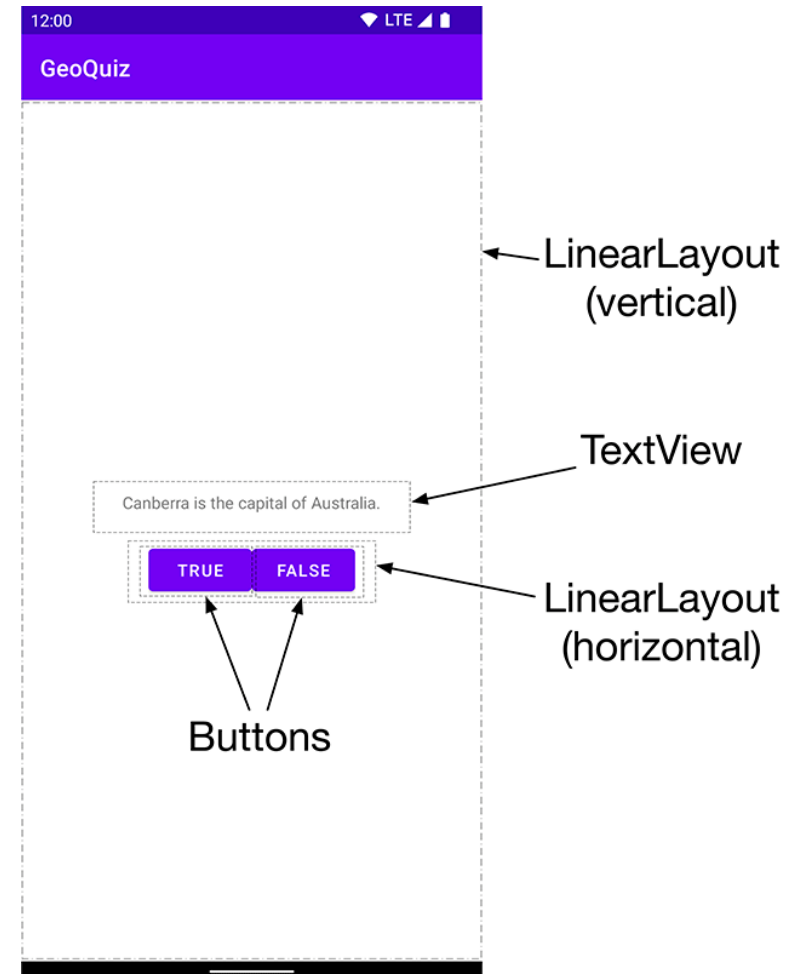 12:00 LTE
GeoQuiz
LinearLayout
(vertical)
TextView
Canberra is the capital of Australia.
TRUE FALSE
LinearLayout
(horizontal)
Buttons